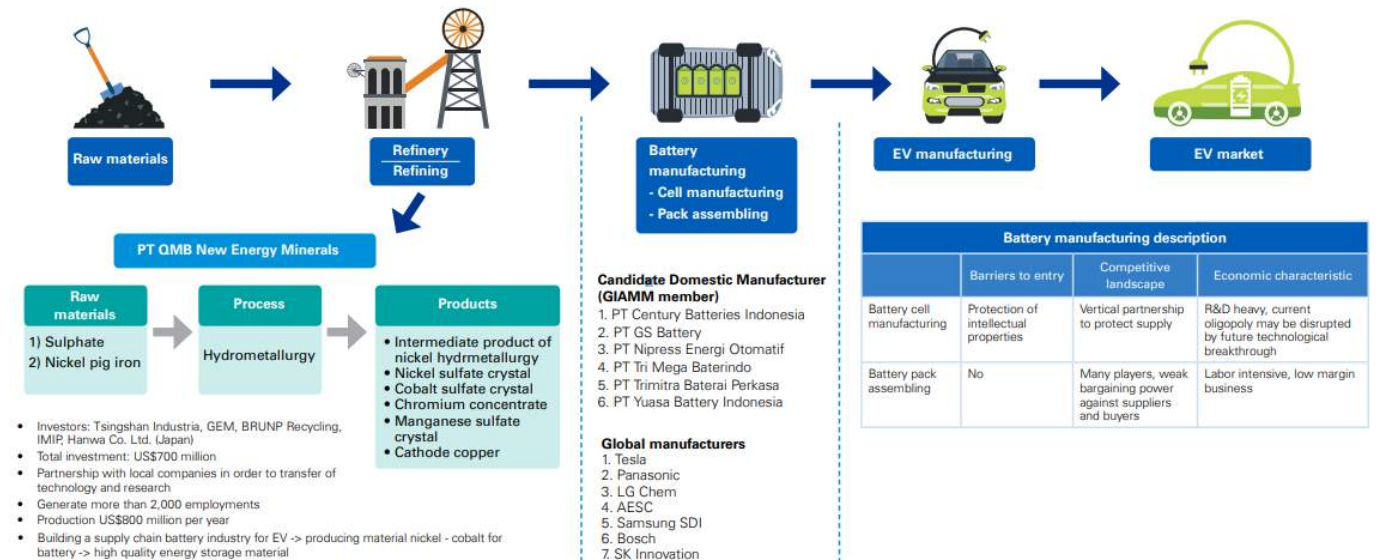 Raw materials
Refinery
Refining
Battery
manufacturing
- Cell manufacturing
- Pack assembling
EV manufacturing
EV market
PT QMB New Energy Minerals
Raw
materials
1) Sulphate
2) Nickel pig iron
Process
Hydrometallurgy
Products
• Intermediate product of
nickel hydrmetallurgy
• Nickel sulfate crystal
• Cobalt sulfate crystal
• Chromium concentrate
• Manganese sulfate
crystal
• Cathode copper
• Investors: Tsingshan Industria, GEM, BRUNP Recycling,
IMIP, Hanwa Co. Ltd. (Japan)
• Total investment: US$700 million
• Partnership with local companies in order to transfer of
technology and research
• Generate more than 2,000 employments
• Production US$800 million per year
• Building a supply chain battery industry for EV -> producing material nickel - cobalt for
battery -> high quality energy storage material
Candidate Domestic Manufacturer
(GIAMM member)
1. PT Century Batteries Indonesia
2. PT GS Battery
3. PT Nipress Energi Otomatif
4. PT Tri Mega Baterindo
5. PT Trimitra Baterai Perkasa
6. PT Yuasa Battery Indonesia
Global manufacturers
1. Tesla
2. Panasonic
3. LG Chem
4. AESC
5. Samsung SDI
6. Bosch
7. SK Innovation
Battery manufacturing description
Barriers to entry
Competitive
landscape
Economic characteristic
Battery cell
manufacturing
Protection of
intellectual
properties
Vertical partnership
to protect supply
R&D heavy, current
oligopoly may be disrupted
by future technological
breakthrough
Battery pack
assembling
No
Many players, weak
bargaining power
against suppliers
and buyers
Labor intensive, low margin
business